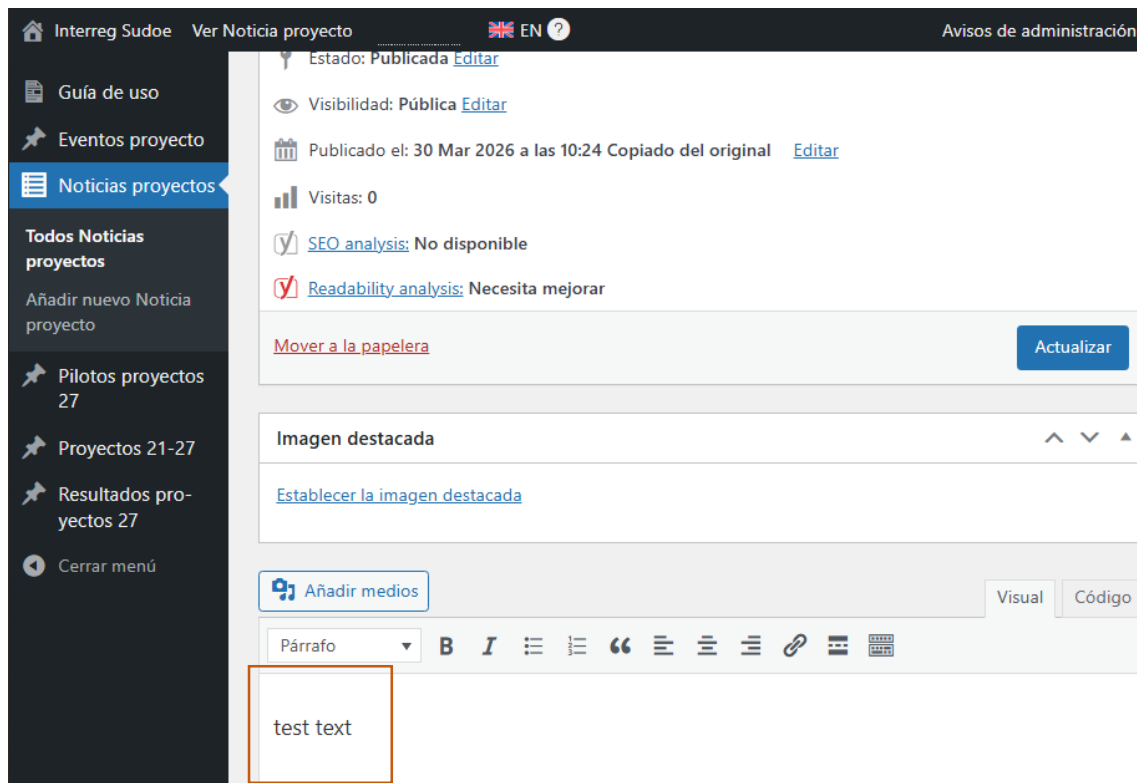 Interreg Sudoe Ver Noticia proyecto EN ? Avisos de administración
Guía de uso
Eventos proyecto
Noticias proyectos
Todos Noticias
proyectos
Añadir nuevo Noticia
proyecto
Pilotos proyectos
27
Proyectos 21-27
Resultados pro-
yectos 27
Cerrar menú
Estado: Publicada Editar
Visibilidad: Pública Editar
Publicado el: 30 Mar 2026 a las 10:24 Copiado del original Editar
Visitas: 0
SEO analysis: No disponible
Readability analysis: Necesita mejorar
Mover a la papelera Actualizar
Imagen destacada
Establecer la imagen destacada
Añadir medios Visual Código
Párrafo B I
test text